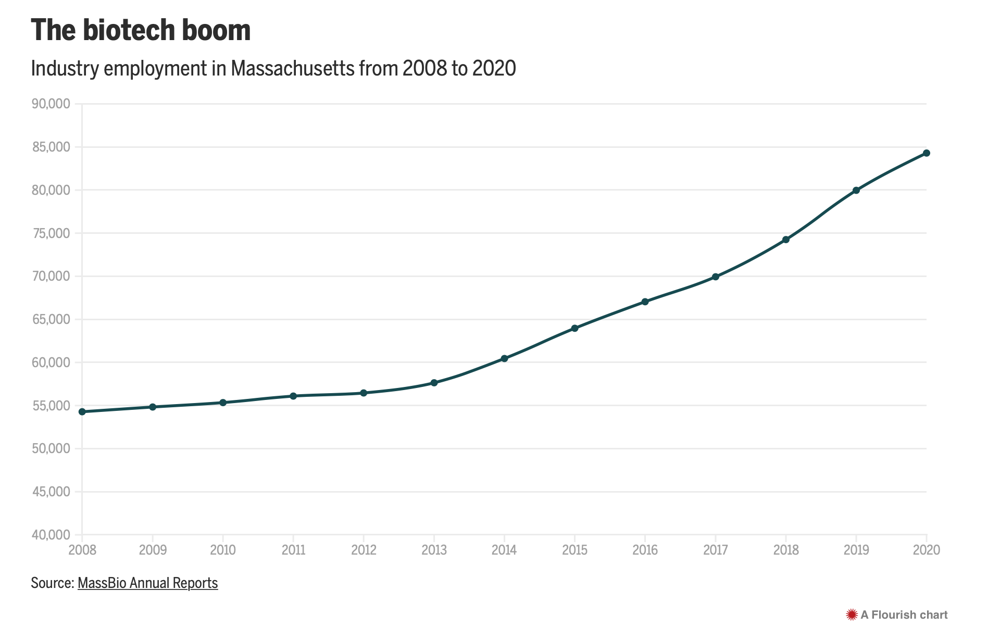 The biotech boom
Industry employment in Massachusetts from 2008 to 2020
90,000
85,000
80,000
75,000
70,000
65,000
60,000
55,000
50,000
45,000
40,000
2008 2009 2010 2011 2012 2013 2014 2015 2016 2017 2018 2019 2020
Source: MassBio Annual Reports
A Flourish chart